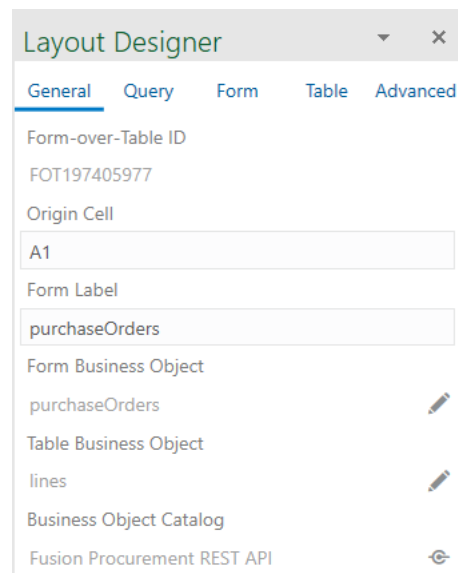 Layout Designer
General Query Form Table Advanced
Form-over-Table ID
FOT197405977
Origin Cell
A1
Form Label
purchaseOrders
Form Business Object
purchaseOrders
Table Business Object
lines
Business Object Catalog
Fusion Procurement REST API